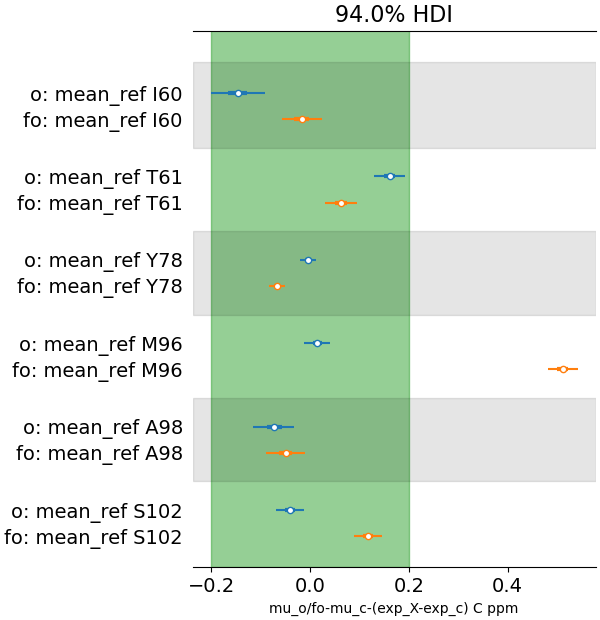 94.0% HDI
o: mean_ref I60
fo: mean_ref I60
o: mean_ref T61
fo: mean_ref T61
o: mean_ref Y78
fo: mean_ref Y78
o: mean_ref M96
fo: mean_ref M96
o: mean_ref A98
fo: mean_ref A98
o: mean_ref S102
fo: mean_ref S102
−0.2 0.0 0.2 0.4
mu_o/fo-mu_c-(exp_X-exp_c) C ppm